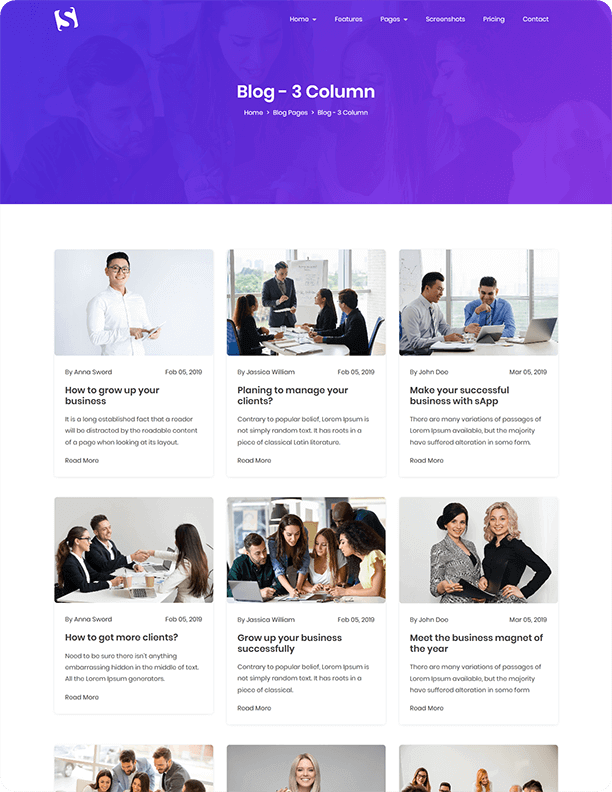 S
Home Features Pages Screenshots Pricing Contact
Blog - 3 Column
Home > Blog Pages > Blog - 3 Column
By Anna Sword Feb 05, 2019
How to grow up your
business
It is a long established fact that a reader
will be distracted by the readable content
of a page when looking at its layout.
Read More
By Jassica William Feb 05, 2019
Planing to manage your
clients?
Contrary to popular belief, Lorem Ipsum is
not simply random text. It has roots in a
piece of classical Latin literature.
Read More
By John Doe Mar 05, 2019
Make your successful
business with sApp
There are many variations of passages of
Lorem Ipsum available, but the majority
have suffered alteration in some form.
Read More
By Anna Sword Feb 05, 2019
How to get more clients?
Need to be sure there isn't anything
embarrassing hidden in the middle of text.
All the Lorem Ipsum generators.
Read More
By Jassica William Feb 05, 2019
Grow up your business
successfully
Contrary to popular belief, Lorem Ipsum is
not simply random text. It has roots in a
piece of classical.
Read More
By John Doe Mar 05, 2019
Meet the business magnet of
the year
There are many variations of passages of
Lorem Ipsum available, but the majority
have suffered alteration in some form
Read More